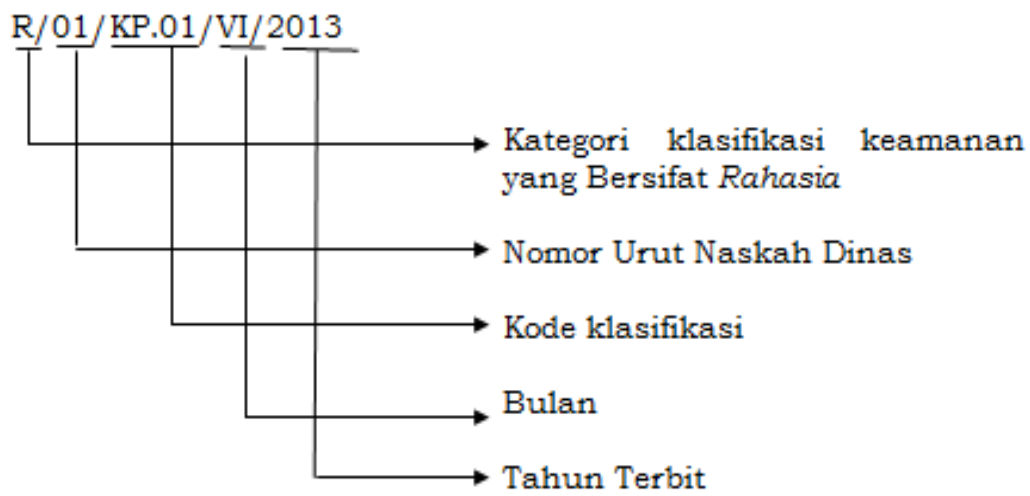 R/01/KP.01/VI/2013
Kategori klasifikasi keamanan
yang Bersifat Rahasia
Nomor Urut Naskah Dinas
Kode klasifikasi
Bulan
Tahun Terbit